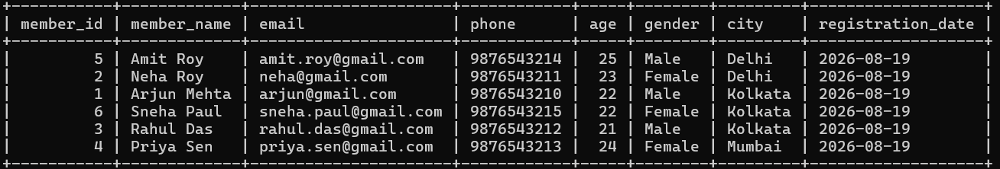 +-----------+-------------+----------------------+------------+-----+--------+---------+-------------------+
| member_id | member_name | email                | phone      | age | gender | city    | registration_date |
+-----------+-------------+----------------------+------------+-----+--------+---------+-------------------+
|         5 | Amit Roy    | amit.roy@gmail.com   | 9876543214 |  25 | Male   | Delhi   | 2026-08-19        |
|         2 | Neha Roy    | neha@gmail.com       | 9876543211 |  23 | Female | Delhi   | 2026-08-19        |
|         1 | Arjun Mehta | arjun@gmail.com      | 9876543210 |  22 | Male   | Kolkata | 2026-08-19        |
|         6 | Sneha Paul  | sneha.paul@gmail.com | 9876543215 |  22 | Female | Kolkata | 2026-08-19        |
|         3 | Rahul Das   | rahul.das@gmail.com  | 9876543212 |  21 | Male   | Kolkata | 2026-08-19        |
|         4 | Priya Sen   | priya.sen@gmail.com  | 9876543213 |  24 | Female | Mumbai  | 2026-08-19        |
+-----------+-------------+----------------------+------------+-----+--------+---------+-------------------+